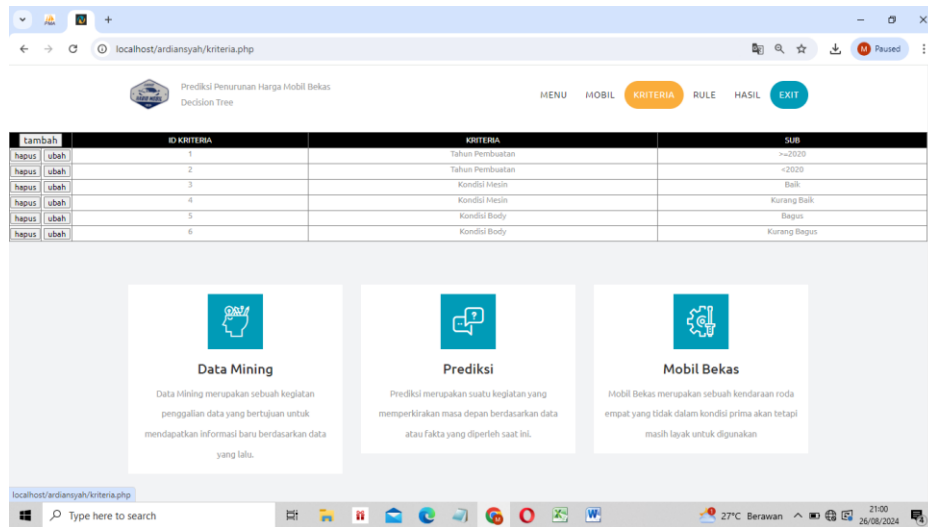 localhost/ardiansyah/kriteria.php
M Paused
Prediksi Penurunan Harga Mobil Bekas
Decision Tree
MENU MOBIL KRITERIA RULE HASIL EXIT
tambah ID KRITERIA KRITERIA SUB
hapus ubah 1 Tahun Pembuatan >=2020
hapus ubah 2 Tahun Pembuatan <2020
hapus ubah 3 Kondisi Mesin Baik
hapus ubah 4 Kondisi Mesin Kurang Baik
hapus ubah 5 Kondisi Body Bagus
hapus ubah 6 Kondisi Body Kurang Bagus
Data Mining
Data Mining merupakan sebuah kegiatan
penggalian data yang bertujuan untuk
mendapatkan informasi baru berdasarkan data
yang lalu.
Prediksi
Prediksi merupakan suatu kegiatan yang
memperkirakan masa depan berdasarkan data
atau fakta yang diperleh saat ini.
Mobil Bekas
Mobil Bekas merupakan sebuah kendaraan roda
empat yang tidak dalam kondisi prima akan tetapi
masih layak untuk digunakan
localhost/ardiansyah/kriteria.php
Type here to search
27°C Berawan
21:00
26/08/2024